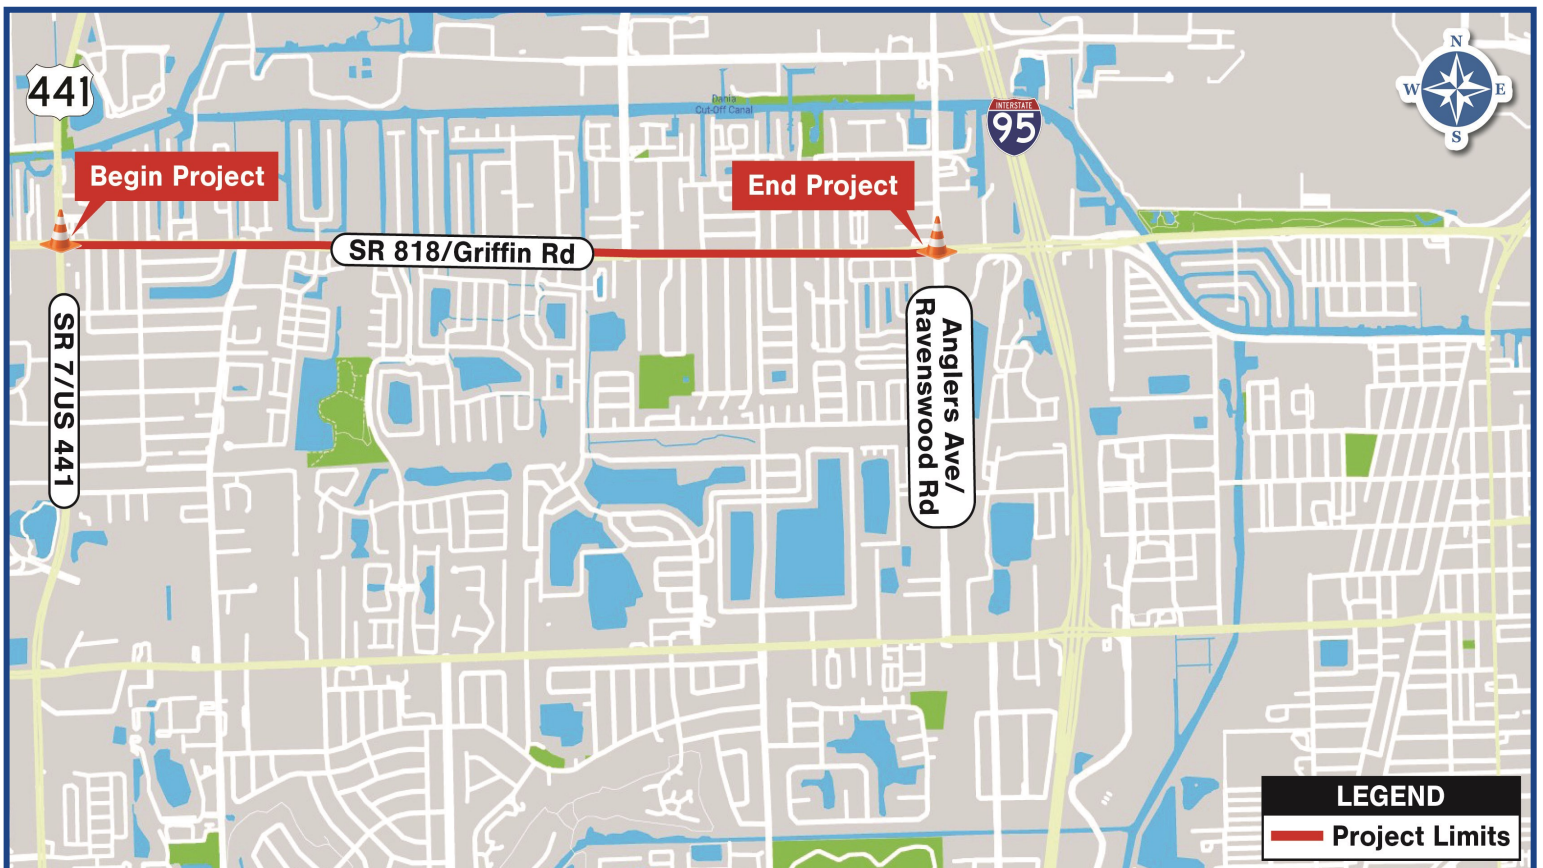 441
N
W
E
S
Dania
Cut-Off Canal
INTERSTATE
95
Begin Project
End Project
SR 818/Griffin Rd
SR 7/US 441
Anglers Ave/
Ravenswood Rd
LEGEND
Project Limits